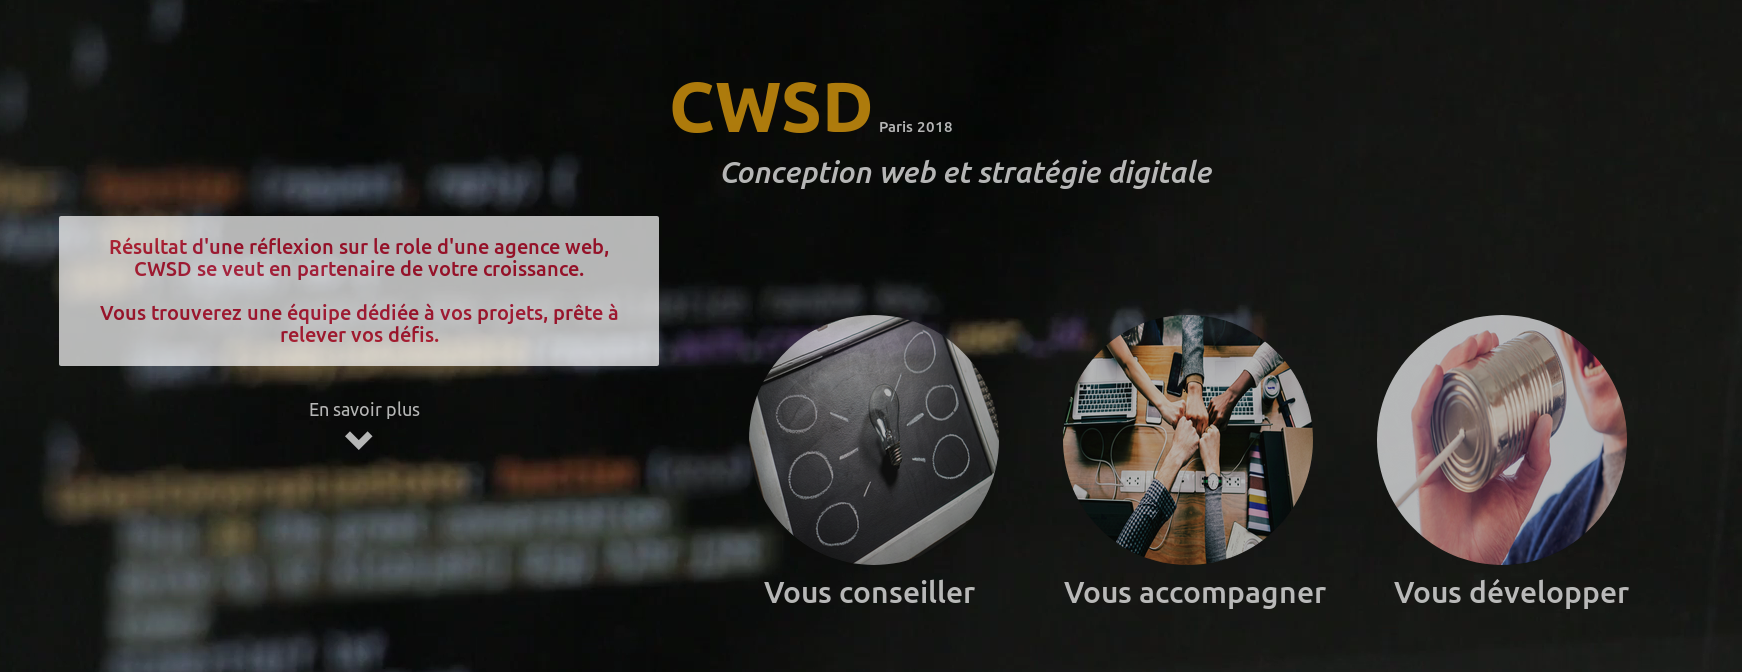 CWSD Paris 2018
Conception web et stratégie digitale
Résultat d'une réflexion sur le role d'une agence web,
CWSD se veut en partenaire de votre croissance.
Vous trouverez une équipe dédiée à vos projets, prête à
relever vos défis.
En savoir plus
Vous conseiller
Vous accompagner
Vous développer